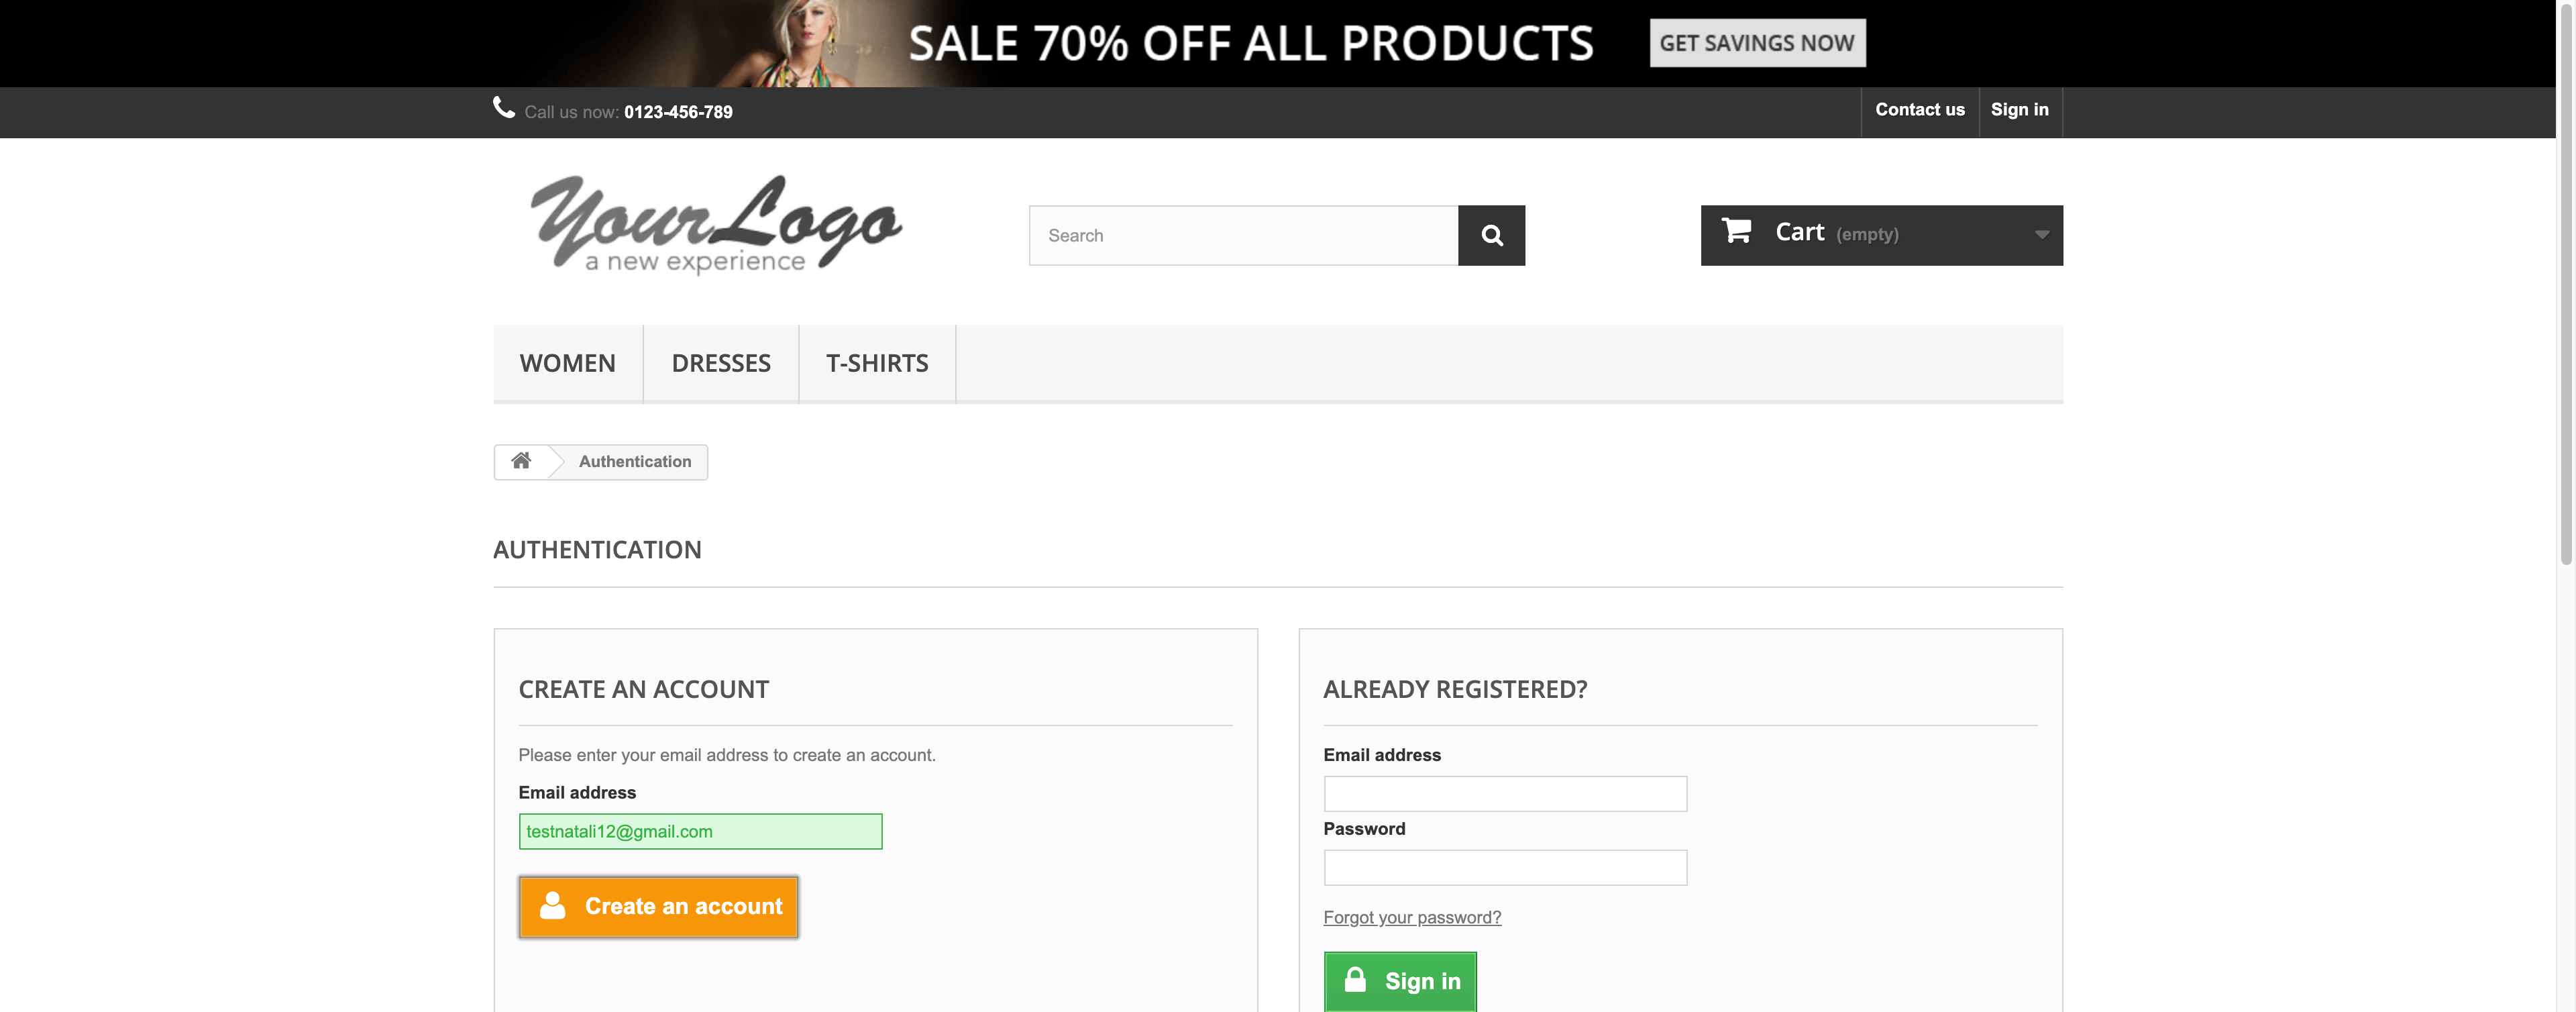 SALE 70% OFF ALL PRODUCTS GET SAVINGS NOW
Call us now: 0123-456-789 Contact us Sign in
Your Logo
a new experience
Search
Cart (empty)
WOMEN DRESSES T-SHIRTS
Authentication
AUTHENTICATION
CREATE AN ACCOUNT
Please enter your email address to create an account.
Email address
testnatali12@gmail.com
Create an account
ALREADY REGISTERED?
Email address
Password
Forgot your password?
Sign in